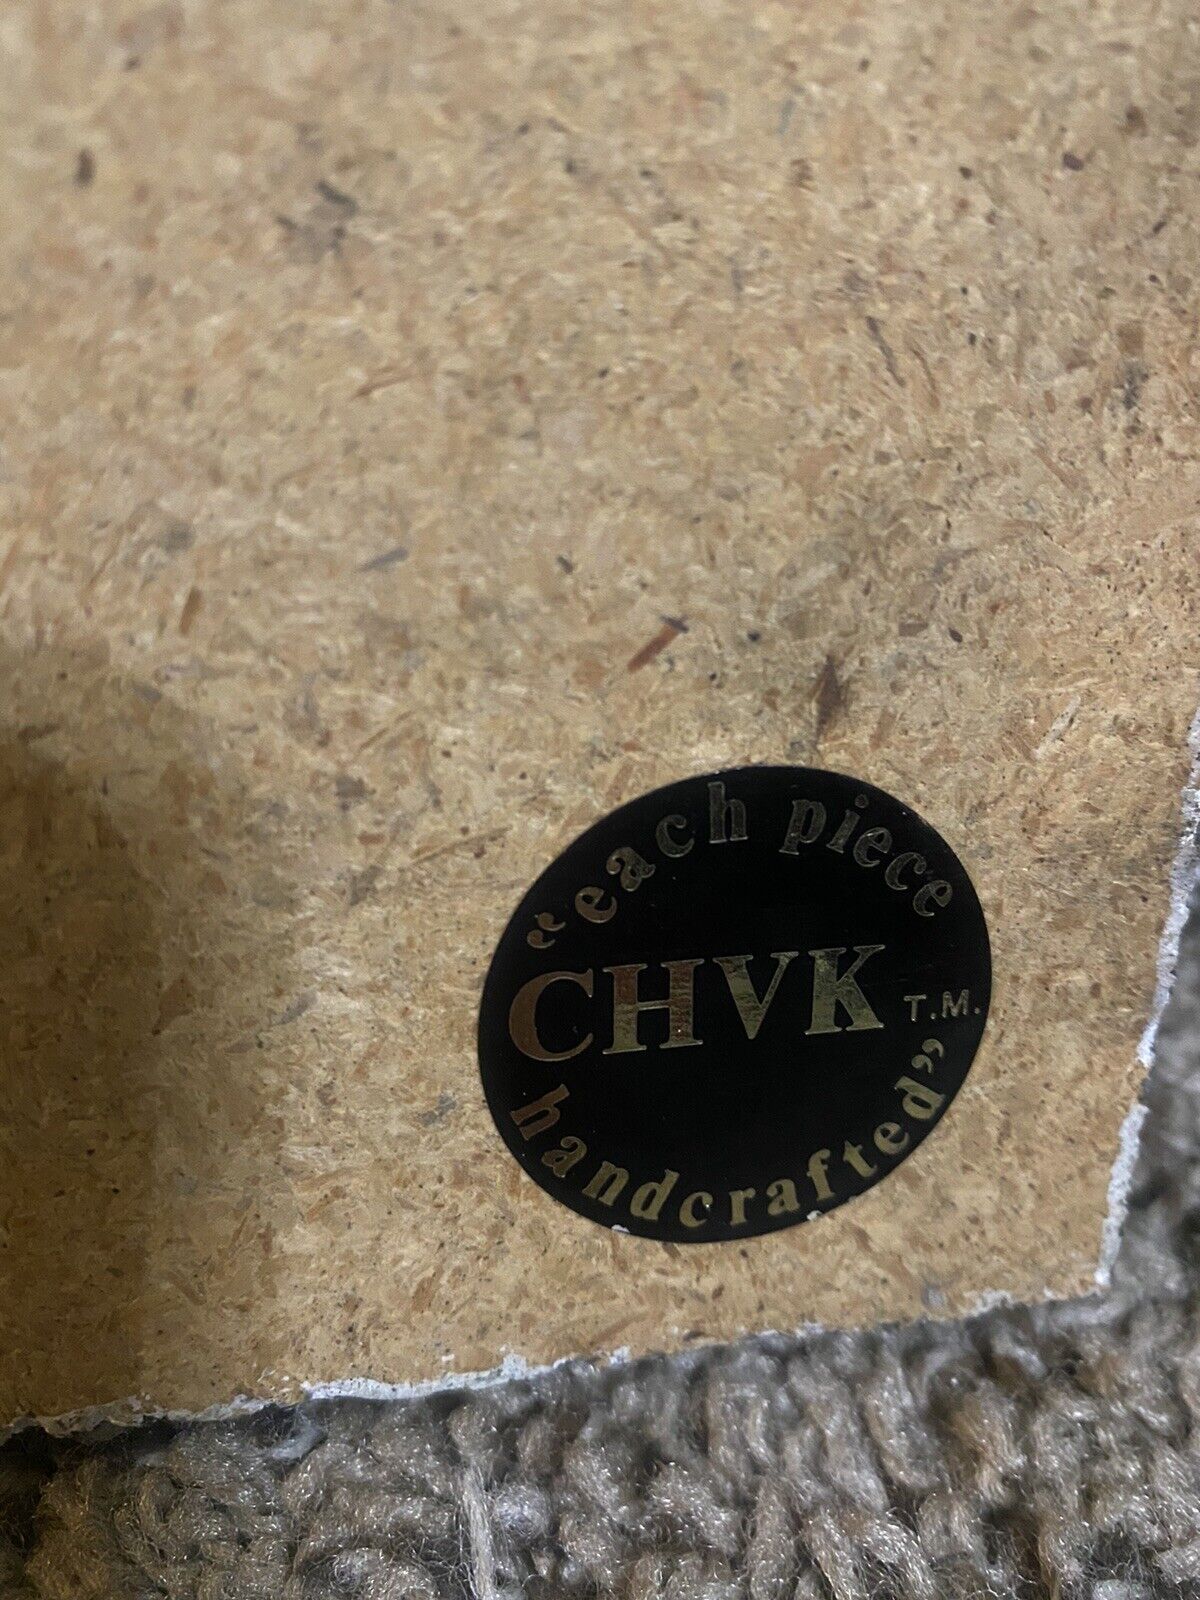 “each piece
CHVK T.M.
handcrafted”